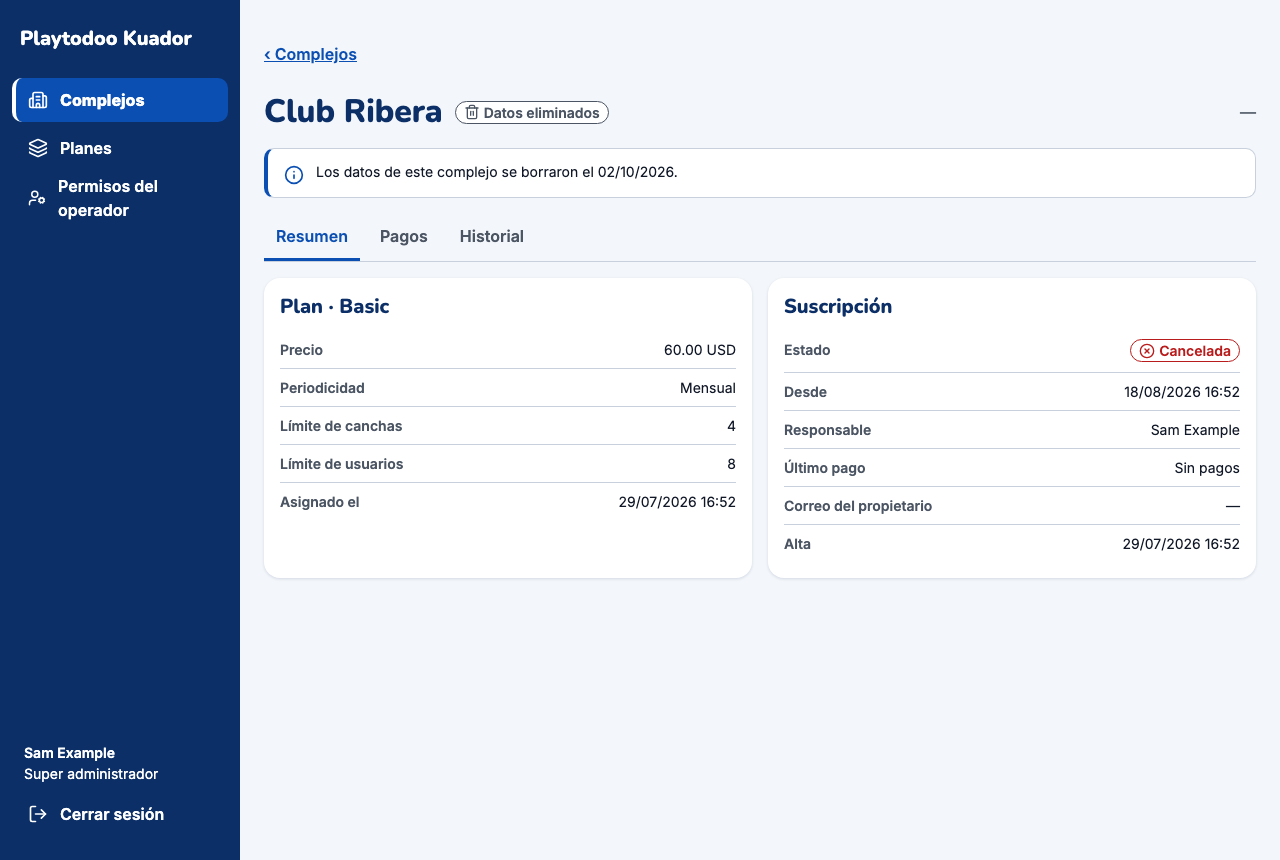 Playtodoo Kuador
Complejos
Planes
Permisos del
operador
Sam Example
Super administrador
Cerrar sesión
‹ Complejos
Club Ribera
Datos eliminados
—
Los datos de este complejo se borraron el 02/10/2026.
Resumen Pagos Historial
Plan · Basic
Precio 60.00 USD
Periodicidad Mensual
Límite de canchas 4
Límite de usuarios 8
Asignado el 29/07/2026 16:52
Suscripción
Estado Cancelada
Desde 18/08/2026 16:52
Responsable Sam Example
Último pago Sin pagos
Correo del propietario —
Alta 29/07/2026 16:52